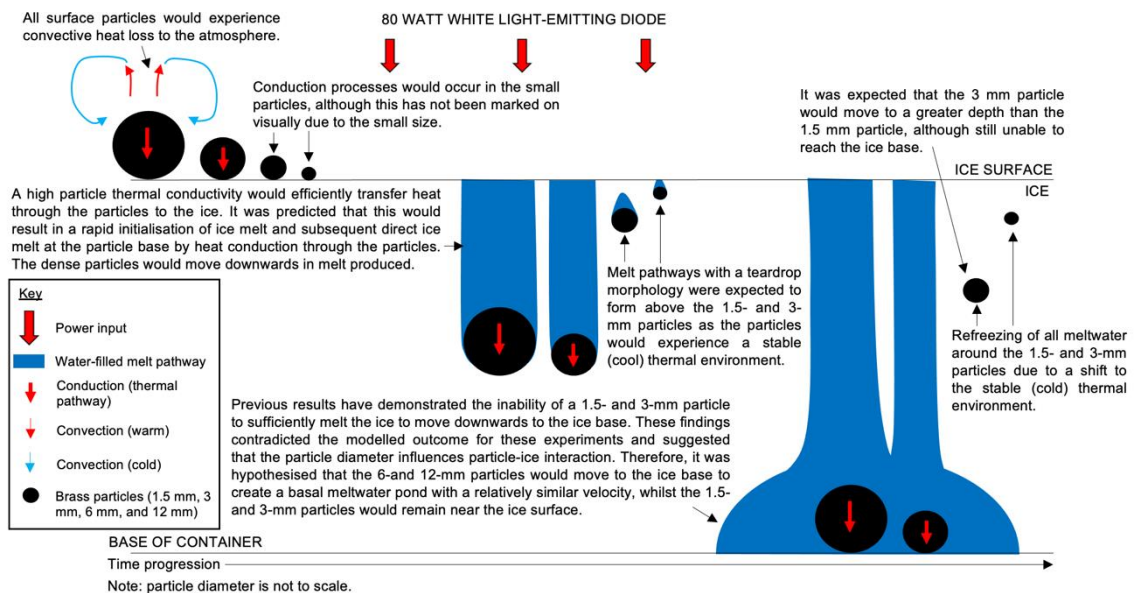 All surface particles would experience
convective heat loss to the atmosphere.
80 WATT WHITE LIGHT-EMITTING DIODE
Conduction processes would occur in the small
particles, although this has not been marked on
visually due to the small size.
It was expected that the 3 mm particle
would move to a greater depth than the
1.5 mm particle, although still unable to
reach the ice base.
ICE SURFACE
ICE
A high particle thermal conductivity would efficiently transfer heat
through the particles to the ice. It was predicted that this would
result in a rapid initialisation of ice melt and subsequent direct ice
melt at the particle base by heat conduction through the particles.
The dense particles would move downwards in melt produced.
Melt pathways with a teardrop
morphology were expected to
form above the 1.5- and 3-
mm particles as the particles
would experience a stable
(cool) thermal environment.
Refreezing of all meltwater
around the 1.5- and 3-mm
particles due to a shift to
the stable (cold) thermal
environment.
Key
Power input
Water-filled melt pathway
Conduction (thermal
pathway)
Convection (warm)
Convection (cold)
Brass particles (1.5 mm, 3
mm, 6 mm, and 12 mm)
Previous results have demonstrated the inability of a 1.5- and 3-mm particle
to sufficiently melt the ice to move downwards to the ice base. These findings
contradicted the modelled outcome for these experiments and suggested
that the particle diameter influences particle-ice interaction. Therefore, it was
hypothesised that the 6-and 12-mm particles would move to the ice base to
create a basal meltwater pond with a relatively similar velocity, whilst the 1.5-
and 3-mm particles would remain near the ice surface.
BASE OF CONTAINER
Time progression
Note: particle diameter is not to scale.